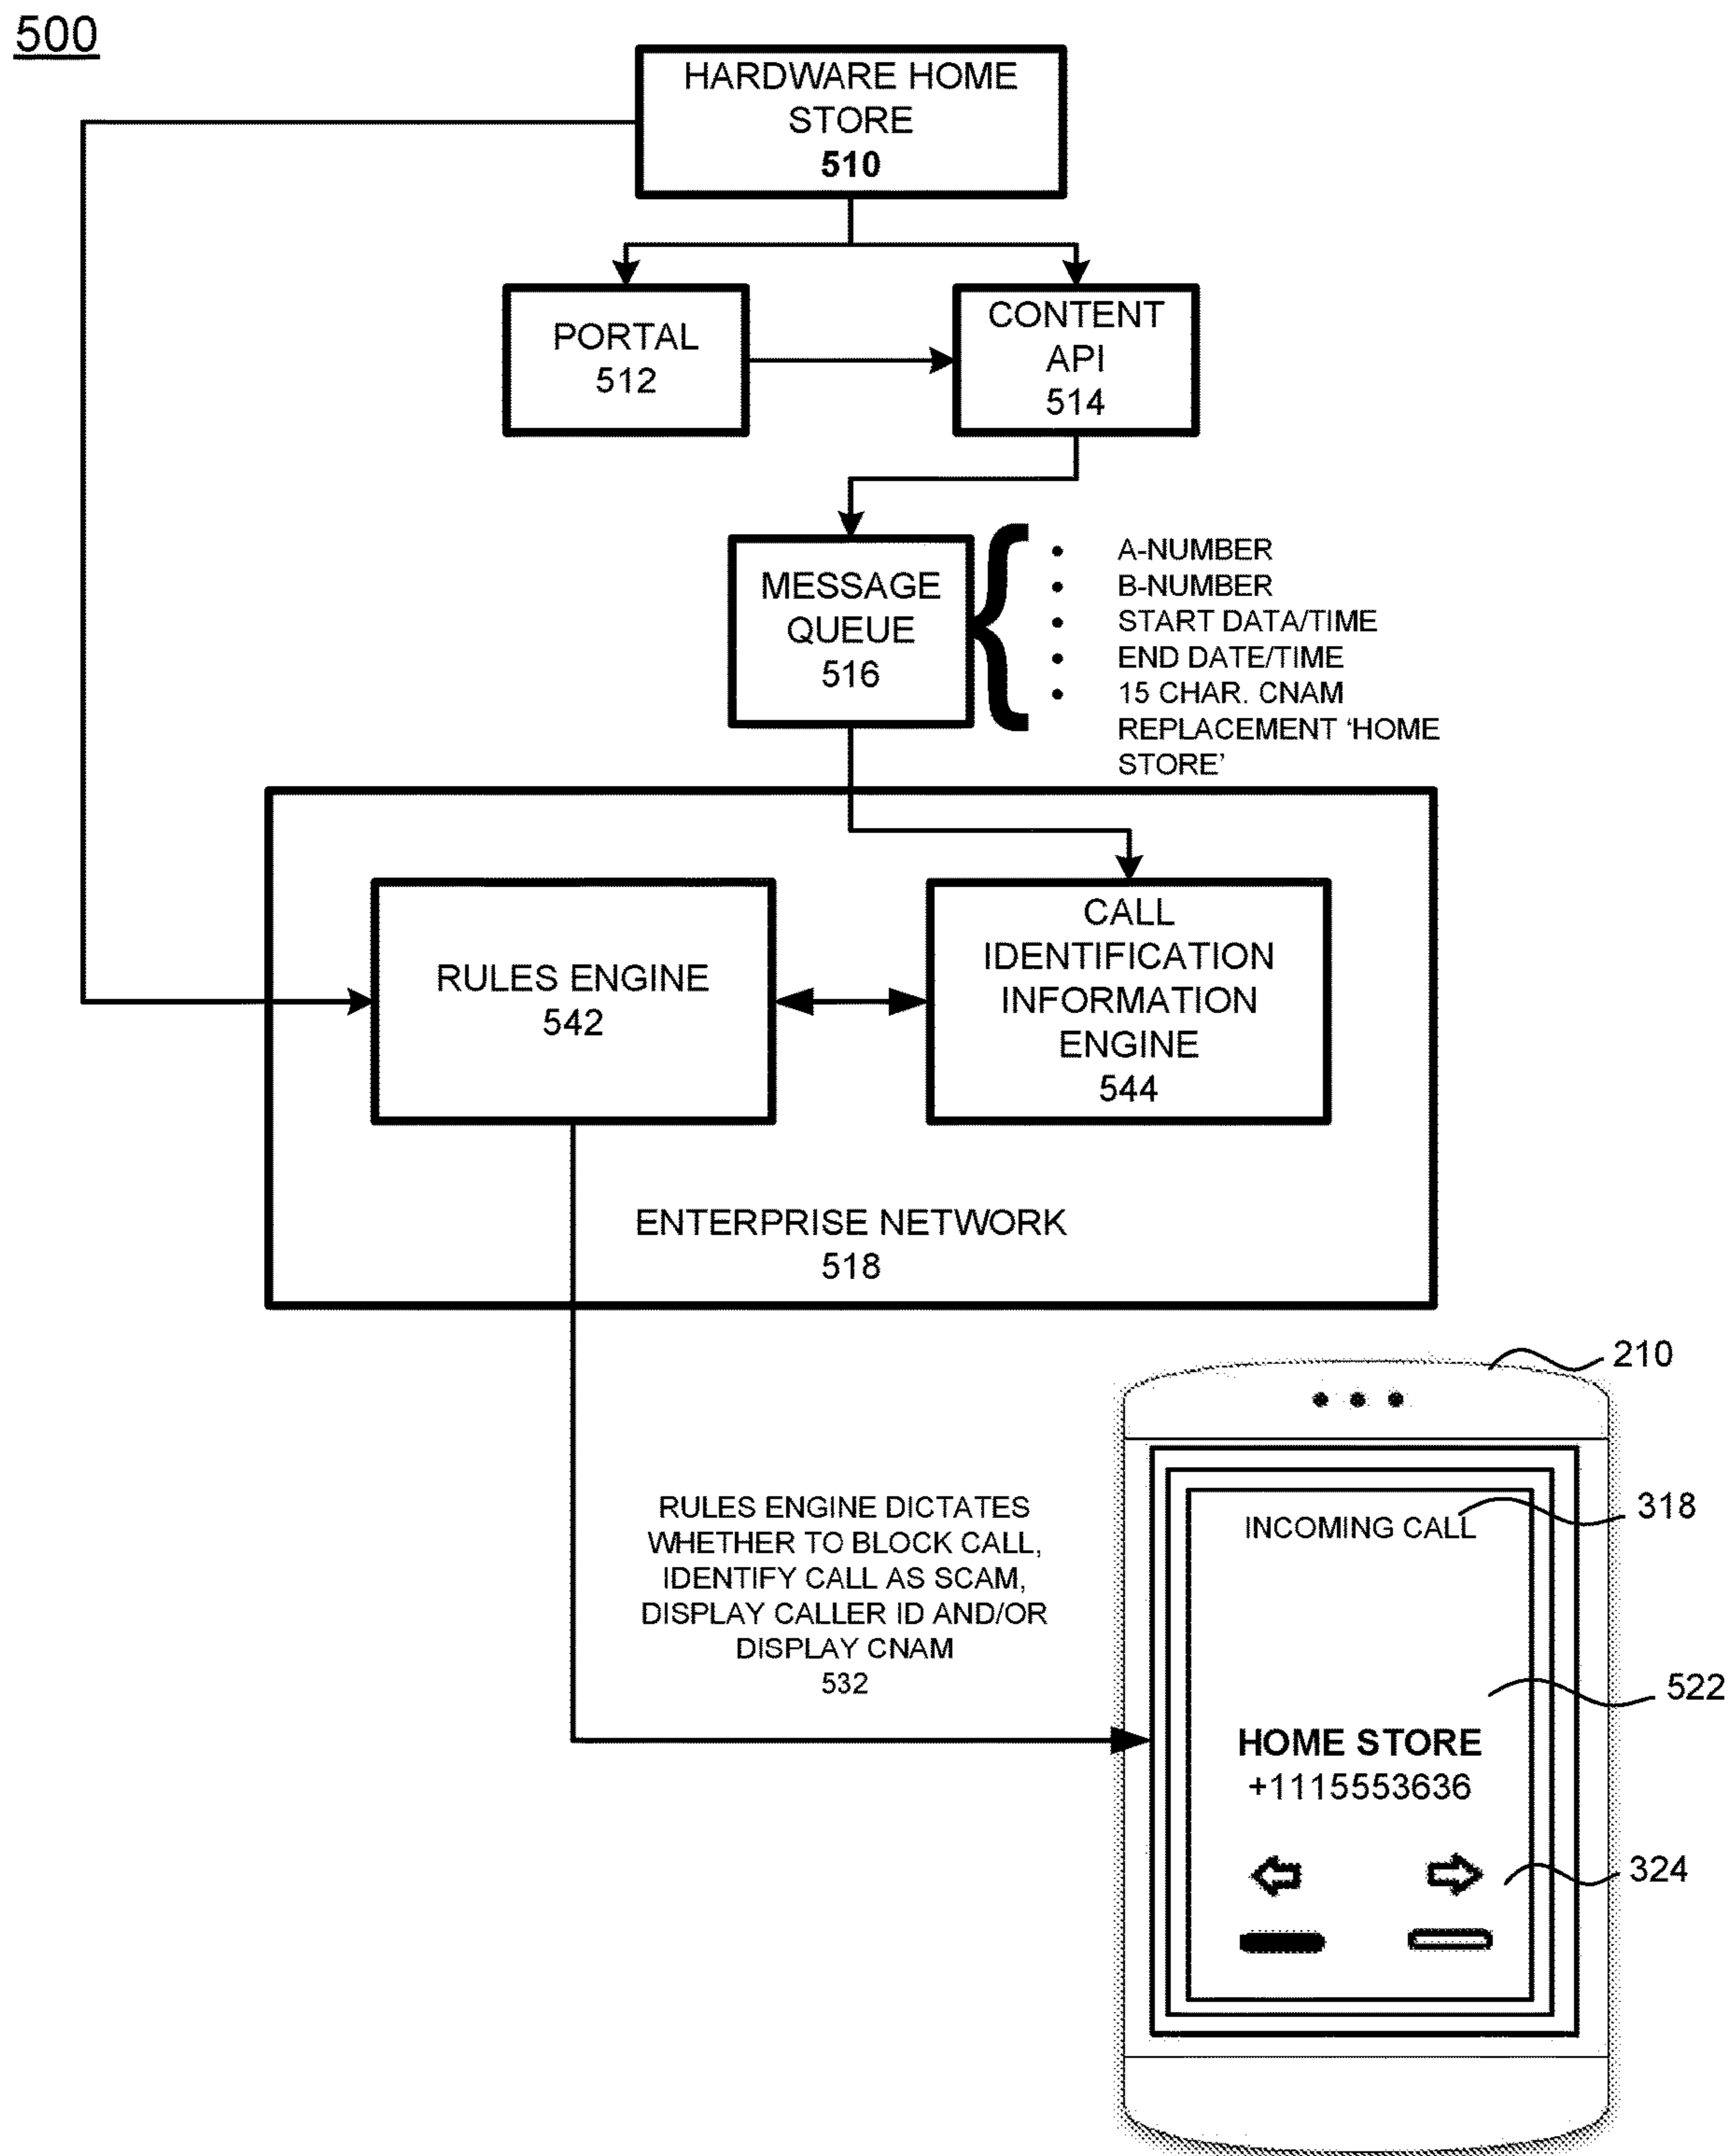 500
HARDWARE HOME
STORE
510
PORTAL
512
CONTENT
API
514
MESSAGE
QUEUE
516
• A-NUMBER
• B-NUMBER
• START DATA/TIME
• END DATE/TIME
• 15 CHAR. CNAM
REPLACEMENT ‘HOME
STORE’
RULES ENGINE
542
CALL
IDENTIFICATION
INFORMATION
ENGINE
544
ENTERPRISE NETWORK
518
RULES ENGINE DICTATES
WHETHER TO BLOCK CALL,
IDENTIFY CALL AS SCAM,
DISPLAY CALLER ID AND/OR
DISPLAY CNAM
532
210
INCOMING CALL
318
522
HOME STORE
+1115553636
324